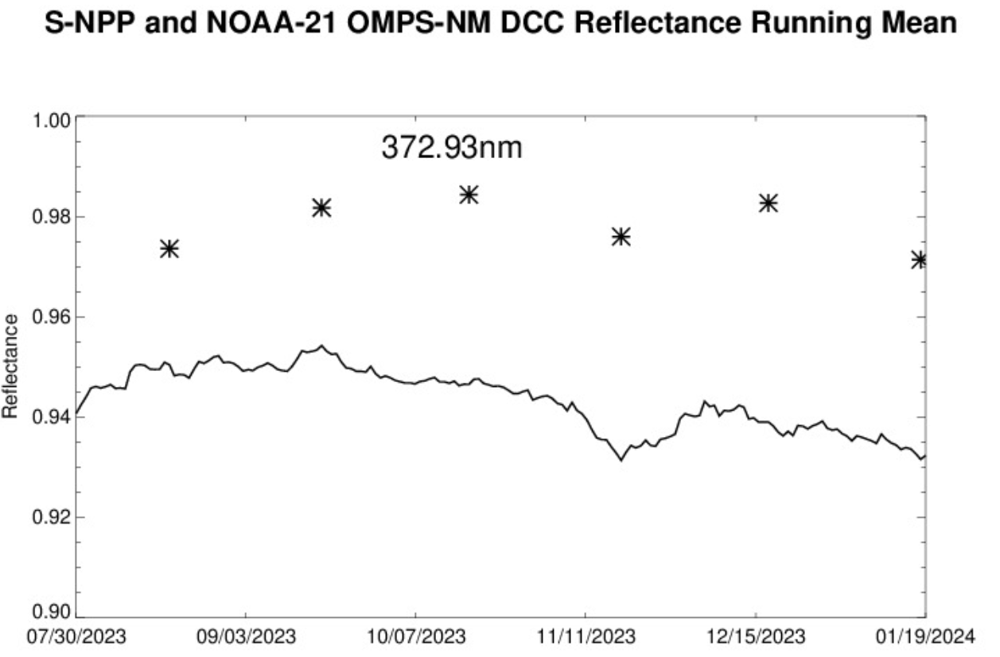 S-NPP and NOAA-21 OMPS-NM DCC Reflectance Running Mean
372.93nm
1.00
0.98
0.96
0.94
0.92
0.90
Reflectance
07/30/2023 09/03/2023 10/07/2023 11/11/2023 12/15/2023 01/19/2024